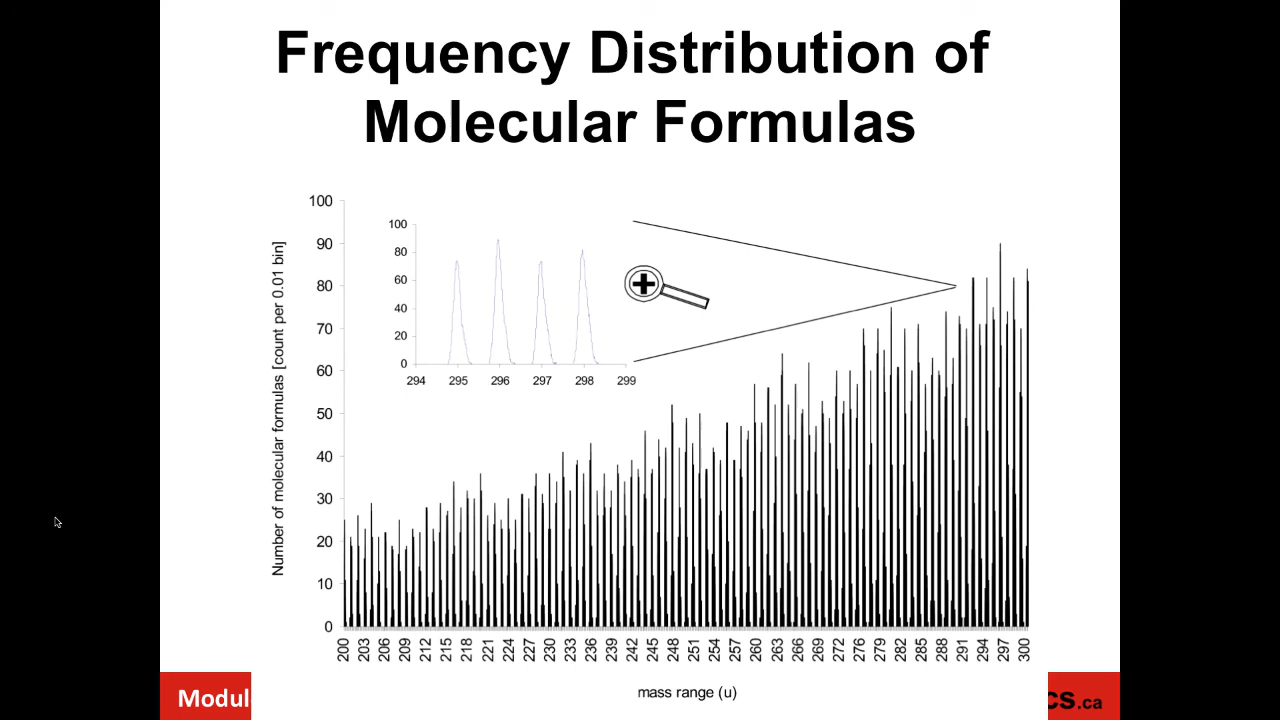 Frequency Distribution of
Molecular Formulas
Number of molecular formulas [count per 0.01 bin]
100
90
80
70
60
50
40
30
20
10
0
100
80
60
40
20
0
294 295 296 297 298 299
200 203 206 209 212 215 218 221 224 227 230 233 236 239 242 245 248 251 254 257 260 263 266 269 272 276 279 282 285 288 291 294 297 300
mass range (u)
Modul
cs.ca